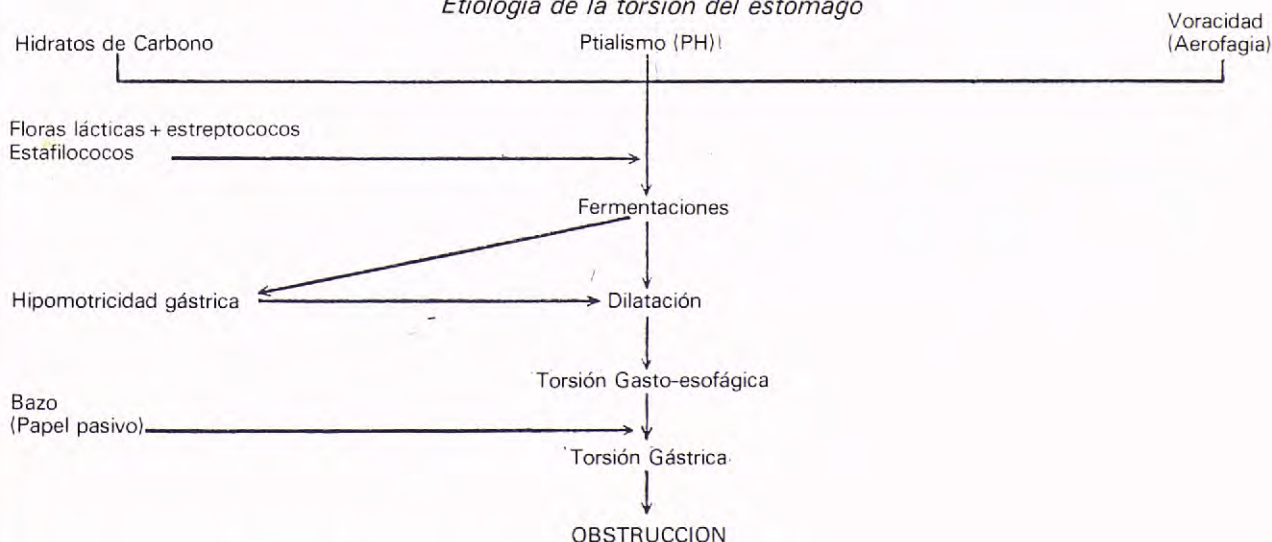 Etiología de la torsión del estómago
Hidratos de Carbono
Ptialismo (PH)
Voracidad
(Aerofagia)
Floras lácticas + estreptococos
Estafilococos
Fermentaciones
Hipomotricidad gástrica
Dilatación
Torsión Gasto-esofágica
Bazo
(Papel pasivo)
Torsión Gástrica
OBSTRUCCION